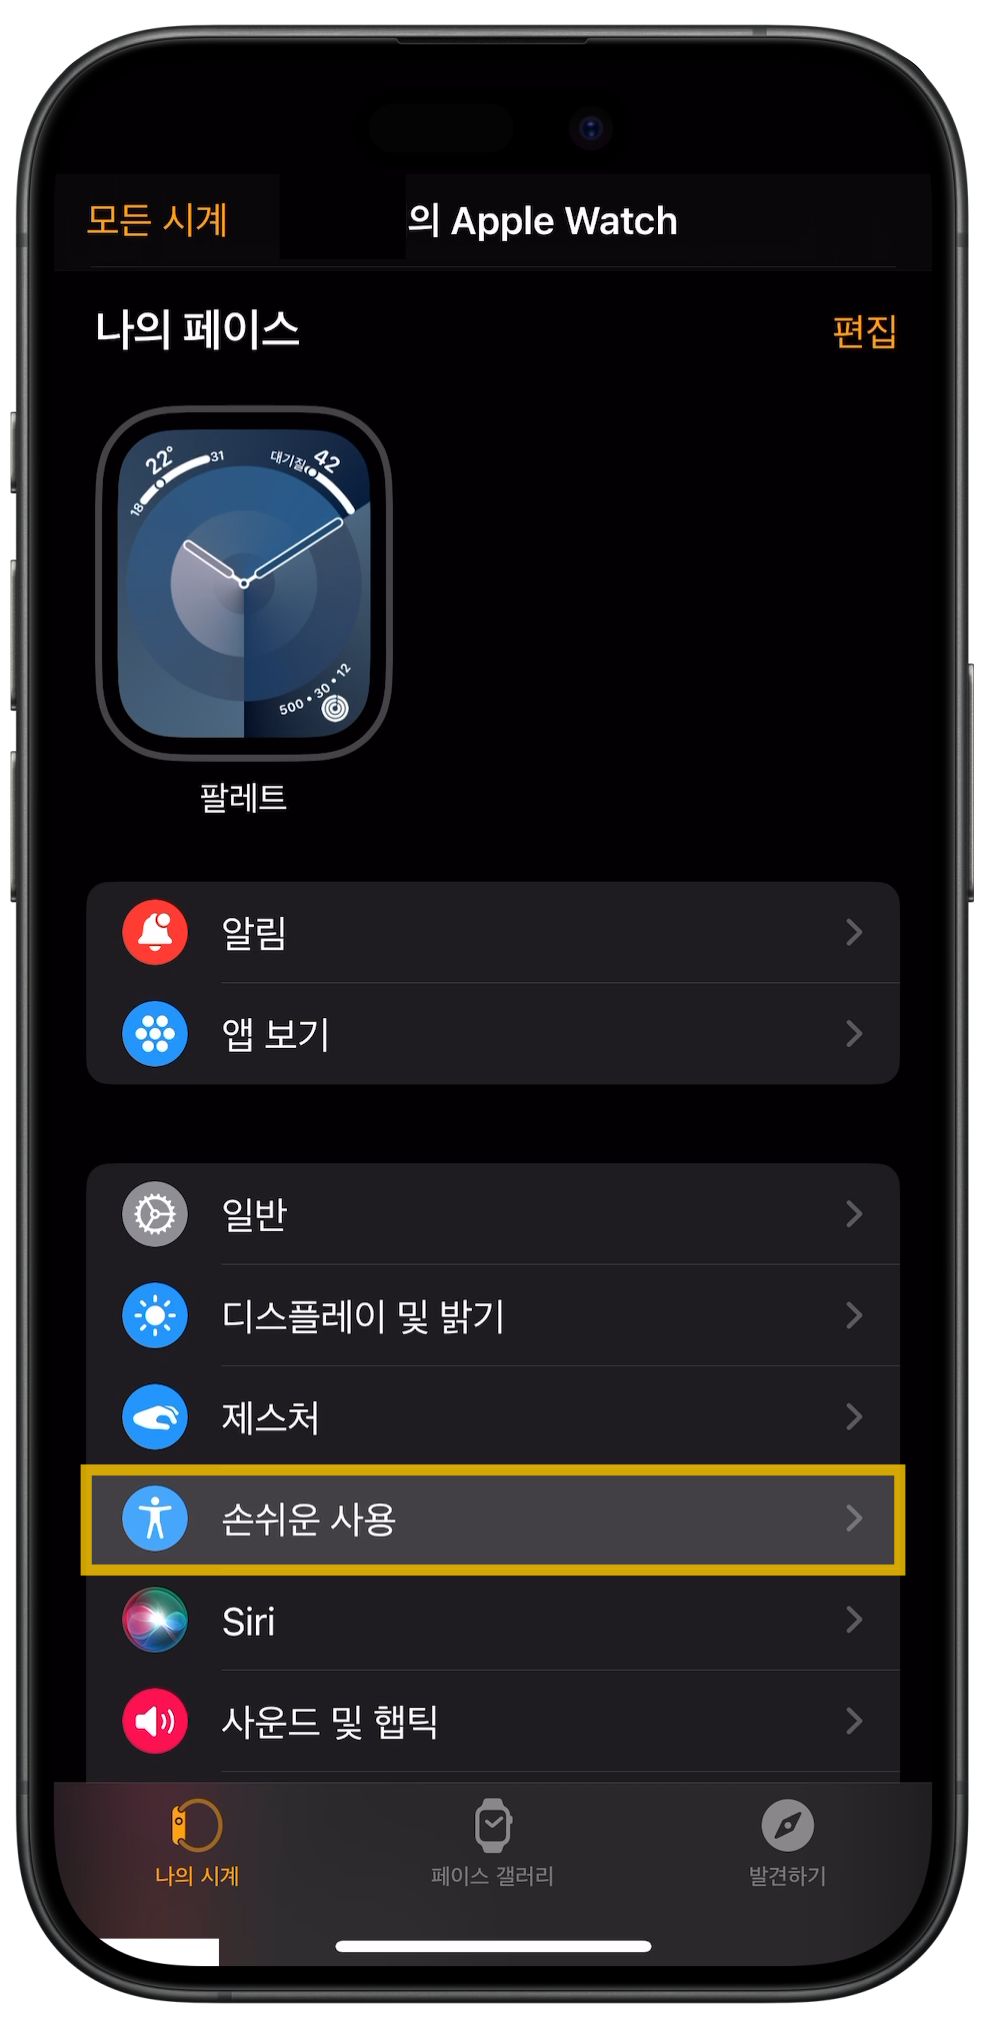 모든 시계
의 Apple Watch
나의 페이스
편집
22°
18
31
대기질
42
500 • 30 • 12
팔레트
알림
앱 보기
일반
디스플레이 및 밝기
제스처
손쉬운 사용
Siri
사운드 및 햅틱
나의 시계
페이스 갤러리
발견하기